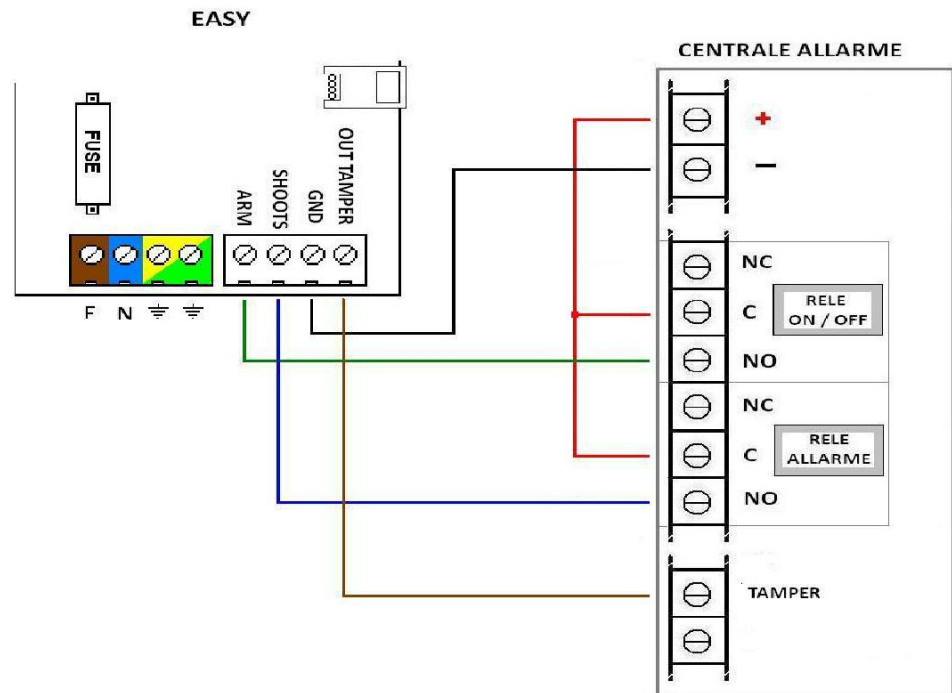 EASY
CENTRALE ALLARME
FUSE
ARM
SHOOTS
GND
OUT TAMPER
F N
+
–
NC
C
RELE
ON / OFF
NO
NC
C
RELE
ALLARME
NO
TAMPER